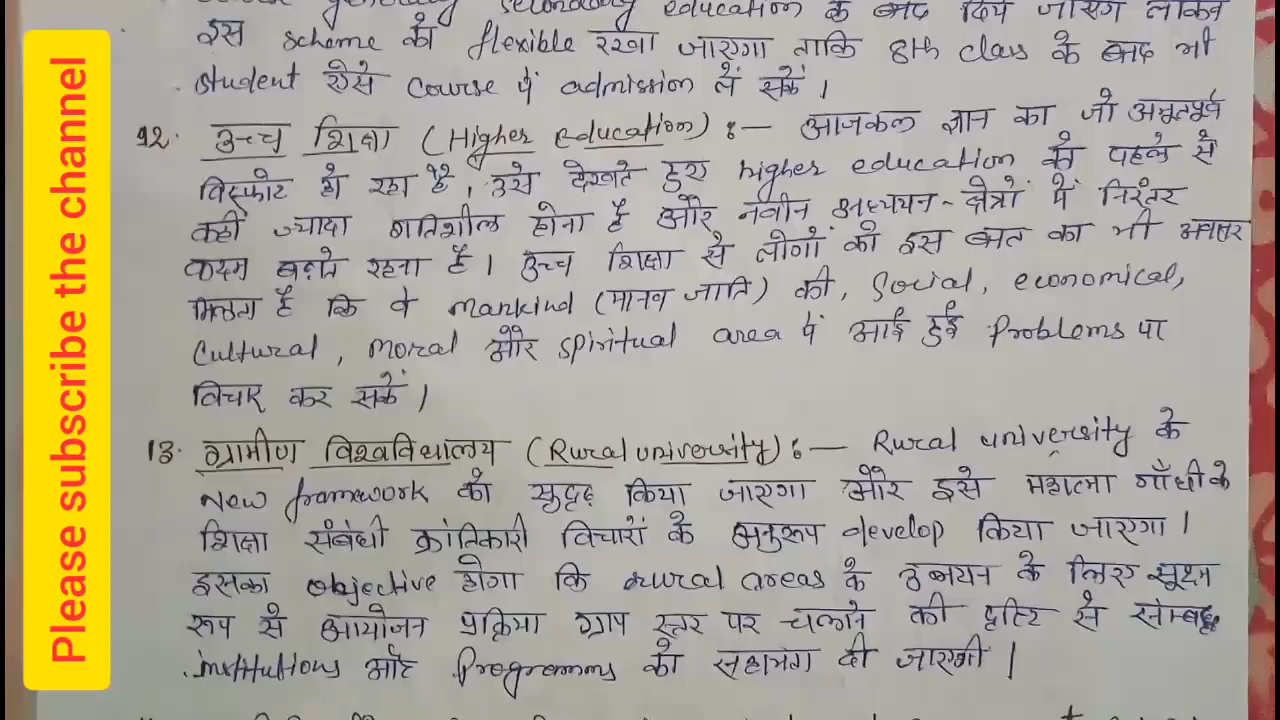 Please subscribe the channel
secondary education के बाद दिये जाएंगे लेकिन
इस scheme को flexible रखा जाएगा ताकि 8th class के बाद भी
student ऐसे course में admission ले सकें।
12. उच्च शिक्षा (Higher education) :— आजकल ज्ञान का जो अभूतपूर्व
विस्फोट हो रहा है, उसे देखते हुए higher education को पहले से
कहीं ज्यादा गतिशील होना है और नवीन अध्ययन-क्षेत्रों में निरंतर
कदम बढ़ाते रहना है। उच्च शिक्षा से लोगों को इस बात का भी अवसर
मिलता है कि वे mankind (मानव जाति) की, Social, economical,
Cultural, moral और spiritual area में आई हुई problems पर
विचार कर सकें।
13. ग्रामीण विश्वविद्यालय (Rural university) :— Rural university के
New framework को सुदृढ़ किया जाएगा और इसे महात्मा गाँधी के
शिक्षा संबंधी क्रांतिकारी विचारों के अनुरूप develop किया जाएगा।
इसका objective होगा कि rural areas के उन्नयन के लिए सूक्ष्म
रूप से आयोजन प्रक्रिया ग्राम स्तर पर चलाने की दृष्टि से सम्बद्ध
institutions और Programms को सहायता दी जाएगी।